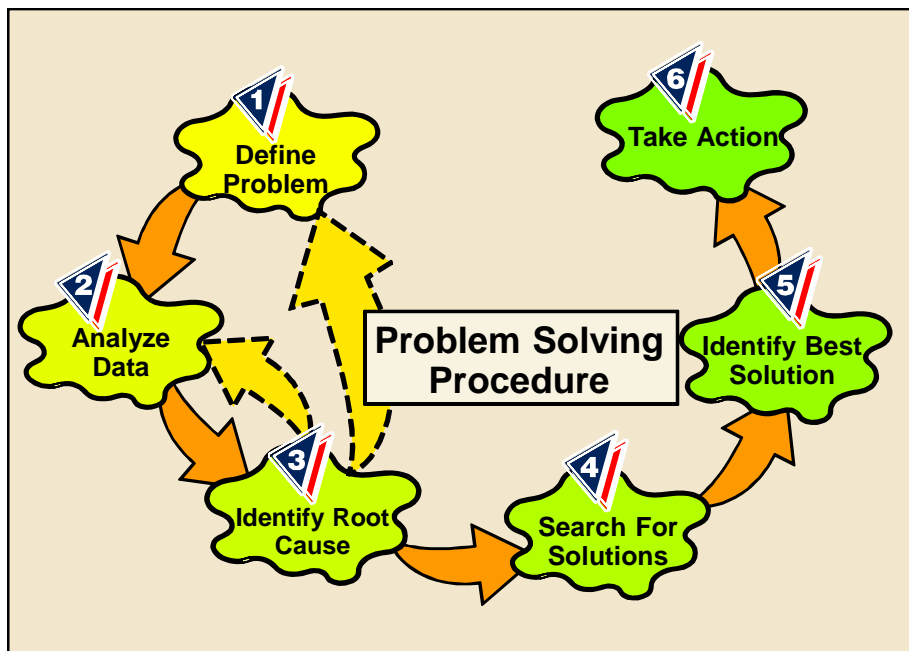 1
Define
Problem
2
Analyze
Data
3
Identify Root
Cause
4
Search For
Solutions
5
Identify Best
Solution
6
Take Action
Problem Solving
Procedure